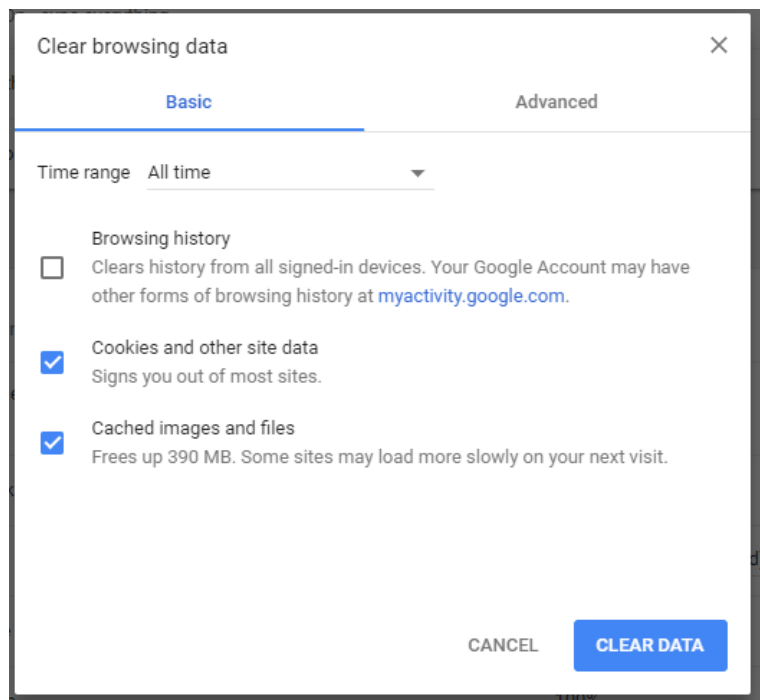 Clear browsing data
Basic
Advanced
Time range All time
Browsing history
Clears history from all signed-in devices. Your Google Account may have
other forms of browsing history at myactivity.google.com.
Cookies and other site data
Signs you out of most sites.
Cached images and files
Frees up 390 MB. Some sites may load more slowly on your next visit.
CANCEL
CLEAR DATA